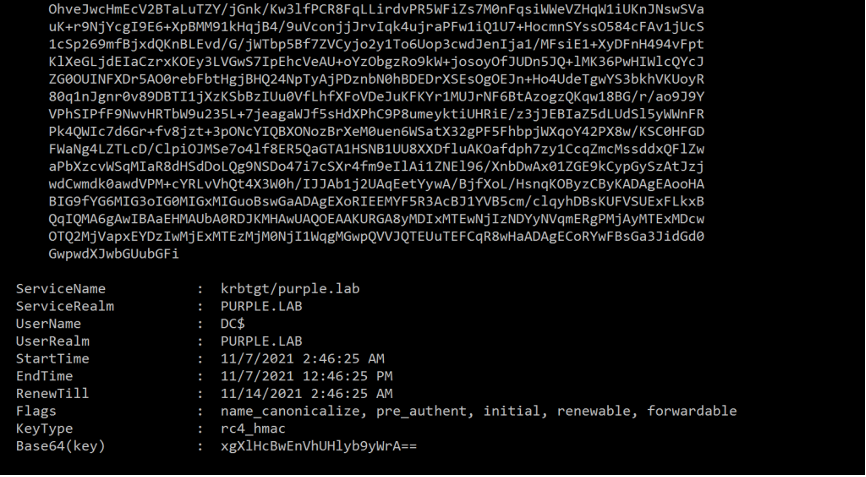 OhveJwcHmEcV2BTaLuTZY/jGnk/Kw3lfPCR8FqLLirdvPR5WFiZs7M0nFqsiWWeVZHqW1iUKnJNswSVa
uK+r9NjYcgI9E6+XpBMM91kHqjB4/9uVconjjJrvIqk4ujraPFw1iQ1U7+HocmnSYssO584cFAv1jUcS
1cSp269mfBjxdQKnBLEvd/G/jWTbp5Bf7ZVCyjo2y1To6Uop3cwdJenIja1/MFsiE1+XyDFnH494vFpt
KlXeGLjdEIaCzrxKOEy3LVGwS7IpEhcVeAU+oYzObgzRo9kW+josoyOfJUDn5JQ+lMK36PwHIWlcQYcJ
ZG0OUINFXDr5AO0rebFbtHgjBHQ24NpTyAjPDznbN0hBDEDrXSEsOgOEJn+Ho4UdeTgwYS3bkhVKUoyR
80q1nJgnr0v89DBTI1jXzKSbBzIUu0VfLhfXFoVDeJuKFKYr1MUJrNF6BtAzogzQKqw18BG/r/ao9J9Y
VPhSIPfF9NwvHRTbW9u235L+7jeagaWJf5sHdXPhC9P8umeyktiUHRiE/z3jJEBIaZ5dLUdSl5yWWnFR
Pk4QWIc7d6Gr+fv8jzt+3pONcYIQBXONozBrXeM0uen6WSatX32gPF5FhbpjWXqoY42PX8w/KSC0HFGD
FWaNg4LZTLcD/ClpiOJMSe7o4lf8ER5QaGTA1HSNB1UU8XXDfluAKOafdph7zy1CcqZmcMssddxQFlZw
aPbXzcvWSqMIaR8dHSdDoLQg9NSDo47i7cSXr4fm9eIlAi1ZNEl96/XnbDwAx01ZGE9kCypGySzAtJzj
wdCwmdk0awdVPM+cYRLvVhQt4X3W0h/IJJAb1j2UAqEetYywA/BjfXoL/HsnqKOByzCByKADAgEAooHA
BIG9fYG6MIG3oIG0MIGxMIGuoBswGaADAgEXoRIEEMYF5R3AcBJ1YVB5cm/clqyhDBsKUFVSUExFLkxB
QqIQMA6gAwIBAaEHMAUbA0RDJKMHAwUAQOEAAKURGA8yMDIxMTEwNjIzNDYyNVqmERgPMjAyMTExMDcw
OTQ2MjVapxEYDzIwMjExMTEzMjM0NjI1WqgMGwpQVVJQTEUuTEFCqR8wHaADAgECoRYwFBsGa3JidGd0
GwpwdXJwbGUubGFi
ServiceName : krbtgt/purple.lab
ServiceRealm : PURPLE.LAB
UserName : DC$
UserRealm : PURPLE.LAB
StartTime : 11/7/2021 2:46:25 AM
EndTime : 11/7/2021 12:46:25 PM
RenewTill : 11/14/2021 2:46:25 AM
Flags : name_canonicalize, pre_authent, initial, renewable, forwardable
KeyType : rc4_hmac
Base64(key) : xgXlHcBwEnVhUHlyb9yWrA==